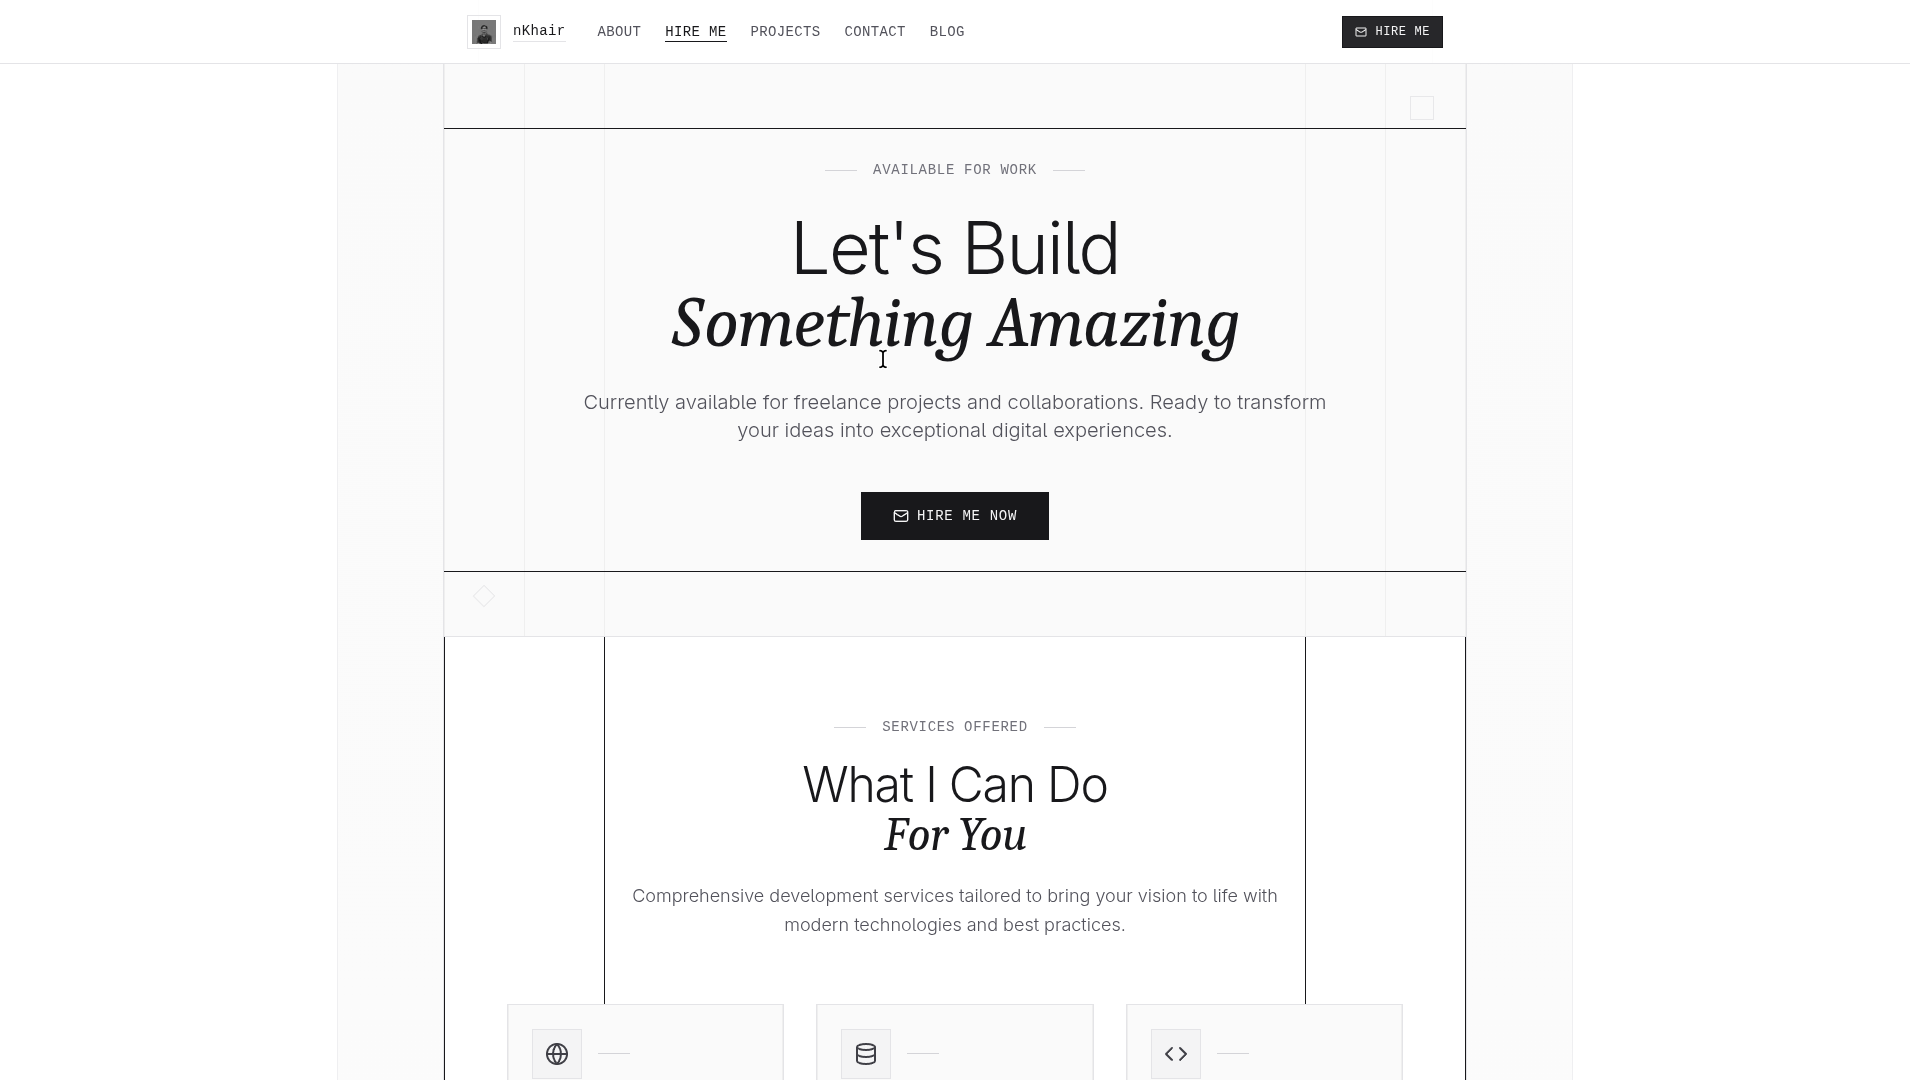 nKhair
ABOUT
HIRE ME
PROJECTS
CONTACT
BLOG
HIRE ME
AVAILABLE FOR WORK
Let's Build
Something Amazing
Currently available for freelance projects and collaborations. Ready to transform
your ideas into exceptional digital experiences.
HIRE ME NOW
SERVICES OFFERED
What I Can Do
For You
Comprehensive development services tailored to bring your vision to life with
modern technologies and best practices.